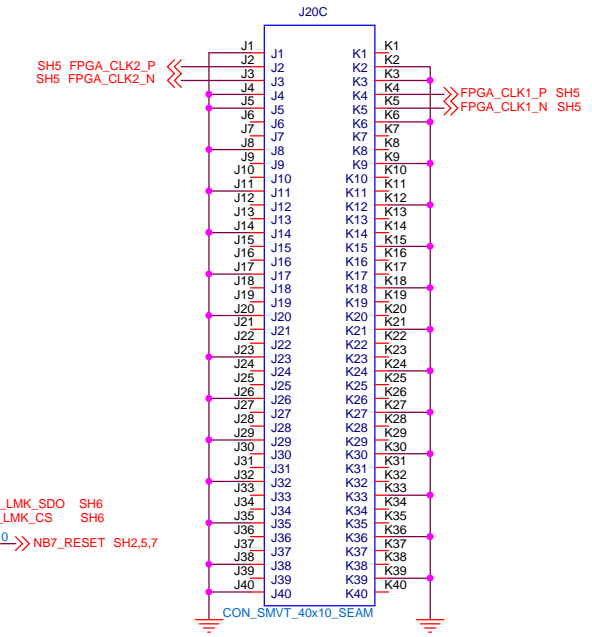 J20C
J1 J1 K1 K1
J2 J2 K2 K2
SH5 FPGA_CLK2_P
J3 J3 K3 K3
SH5 FPGA_CLK2_N
J4 J4 K4 K4
FPGA_CLK1_P SH5
J5 J5 K5 K5
FPGA_CLK1_N SH5
J6 J6 K6 K6
J7 J7 K7 K7
J8 J8 K8 K8
J9 J9 K9 K9
J10 J10 K10 K10
J11 J11 K11 K11
J12 J12 K12 K12
J13 J13 K13 K13
J14 J14 K14 K14
J15 J15 K15 K15
J16 J16 K16 K16
J17 J17 K17 K17
J18 J18 K18 K18
J19 J19 K19 K19
J20 J20 K20 K20
J21 J21 K21 K21
J22 J22 K22 K22
J23 J23 K23 K23
J24 J24 K24 K24
J25 J25 K25 K25
J26 J26 K26 K26
J27 J27 K27 K27
J28 J28 K28 K28
J29 J29 K29 K29
J30 J30 K30 K30
J31 J31 K31 K31
J32 J32 K32 K32
J33 J33 K33 K33
J34 J34 K34 K34
_LMK_SDO SH6
J35 J35 K35 K35
LMK_CS SH6
J36 J36 K36 K36
0
J37 J37 K37 K37
NB7_RESET SH2,5,7
J38 J38 K38 K38
J39 J39 K39 K39
J40 J40 K40 K40
CON_SMVT_40x10_SEAM